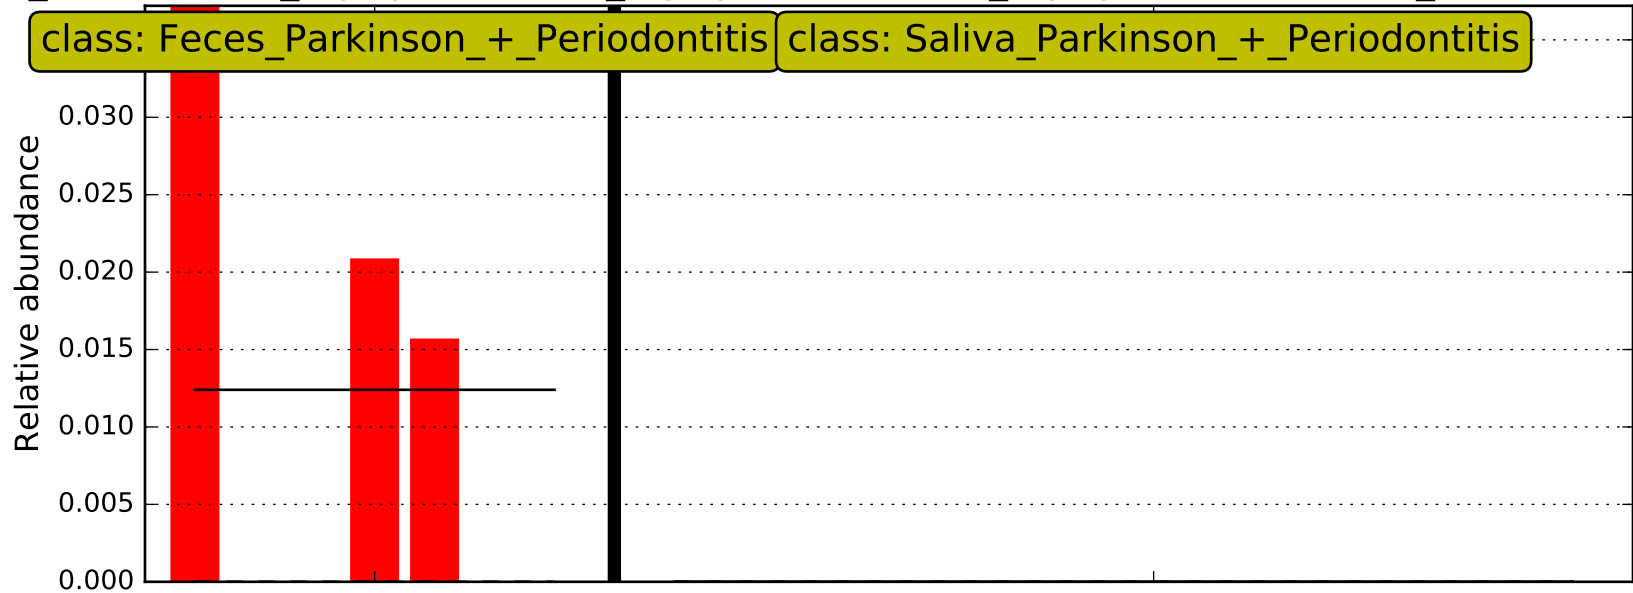 class: Feces_Parkinson_+_Periodontitis
class: Saliva_Parkinson_+_Periodontitis
Relative abundance
0.030
0.025
0.020
0.015
0.010
0.005
0.000